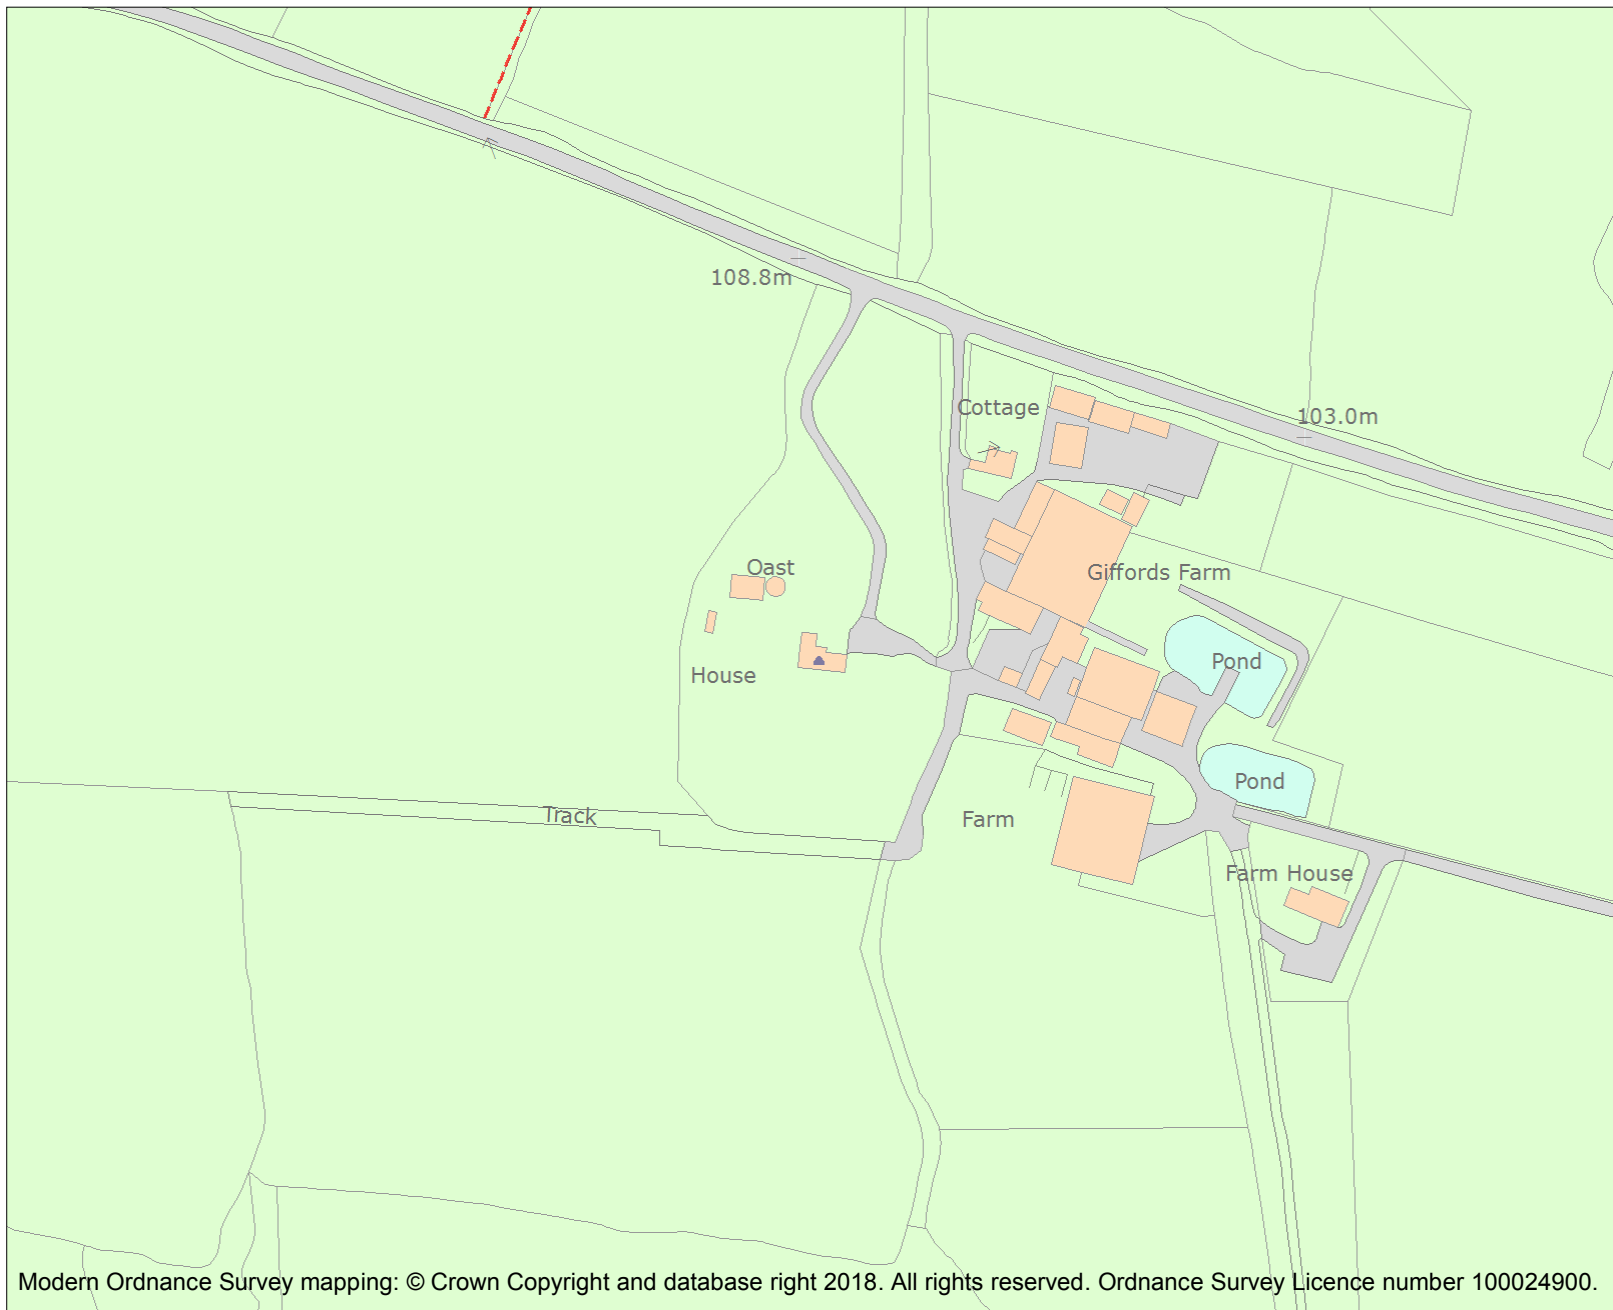 108.8m
Cottage
103.0m
Oast
Giffords Farm
Pond
House
Pond
Track
Farm
Farm House
Modern Ordnance Survey mapping: © Crown Copyright and database right 2018. All rights reserved. Ordnance Survey Licence number 100024900.